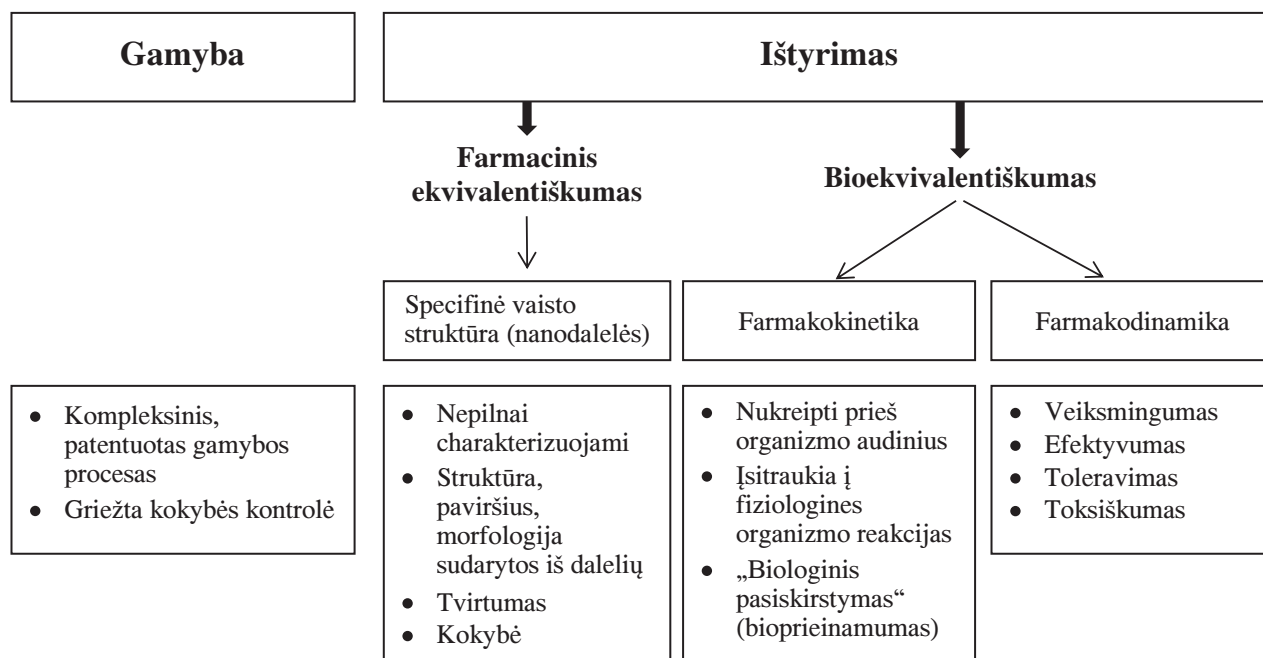 Gamyba
Ištyrimas
Farmacinis
ekvivalentiškumas
Bioekvivalentiškumas
Specifinė vaisto
struktūra (nanodalelės)
Farmakokinetika
Farmakodinamika
• Kompleksinis,
patentuotas gamybos
procesas
• Griežta kokybės kontrolė
• Nepilnai
charakterizuojami
• Struktūra,
paviršius,
morfologija
sudarytos iš dalelių
• Tvirtumas
• Kokybė
• Nukreipti prieš
organizmo audinius
• Įsitraukia į
fiziologines
organizmo reakcijas
• „Biologinis
pasiskirstymas“
(bioprieinamumas)
• Veiksmingumas
• Efektyvumas
• Toleravimas
• Toksiškumas